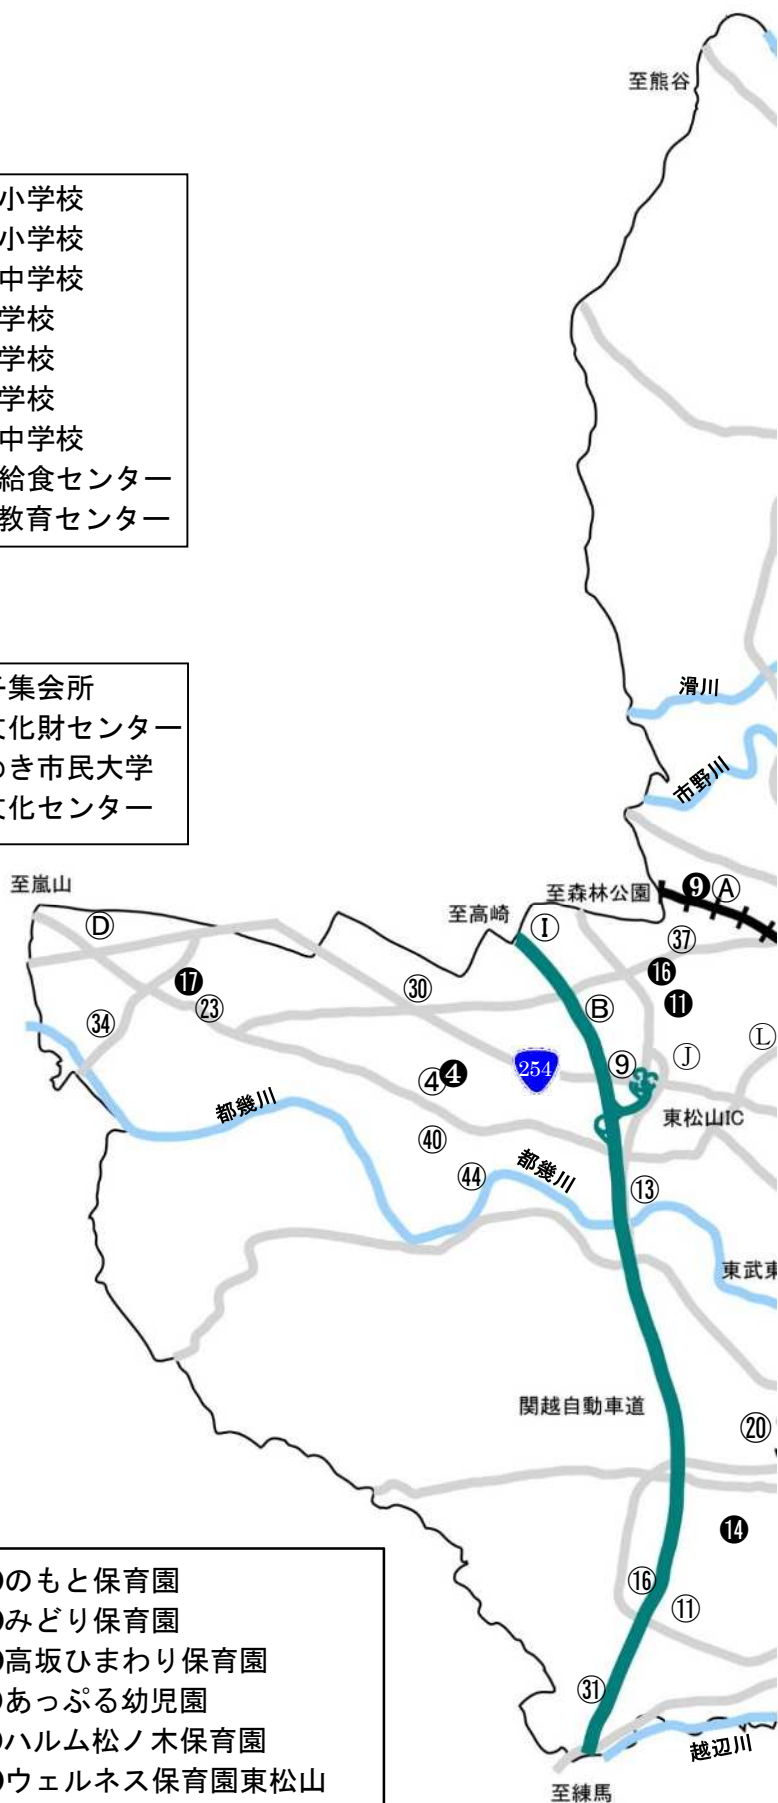 至熊谷
小学校
小学校
中学校
学校
学校
学校
中学校
給食センター
教育センター
集会所
文化財センター
き市民大学
文化センター
滑川
市野川
至嵐山
至高崎
至森林公園
❾Ⓐ
Ⓓ
Ⓘ
㊲
⓱
㉓
㉚
⓰
⓫
Ⓑ
㉞
④❹
254
⑨
Ⓙ
Ⓛ
都幾川
東松山IC
㊵
㊹
都幾川
⑬
東武東
関越自動車道
⑳
⓮
⑯
⑪
㉛
越辺川
至練馬
のもと保育園
みどり保育園
高坂ひまわり保育園
あっぷる幼児園
ハルム松ノ木保育園
ウェルネス保育園東松山